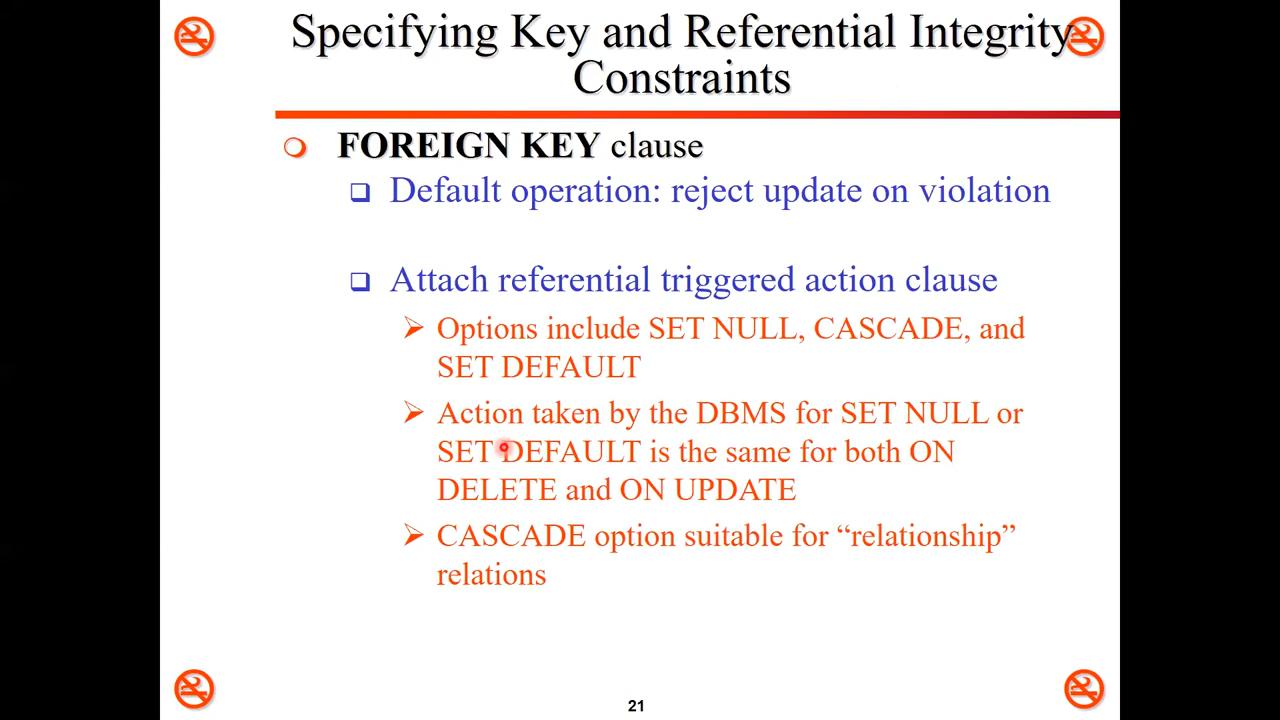 Specifying Key and Referential Integrity
Constraints
FOREIGN KEY clause
Default operation: reject update on violation
Attach referential triggered action clause
Options include SET NULL, CASCADE, and
SET DEFAULT
Action taken by the DBMS for SET NULL or
SET DEFAULT is the same for both ON
DELETE and ON UPDATE
CASCADE option suitable for “relationship”
relations
21